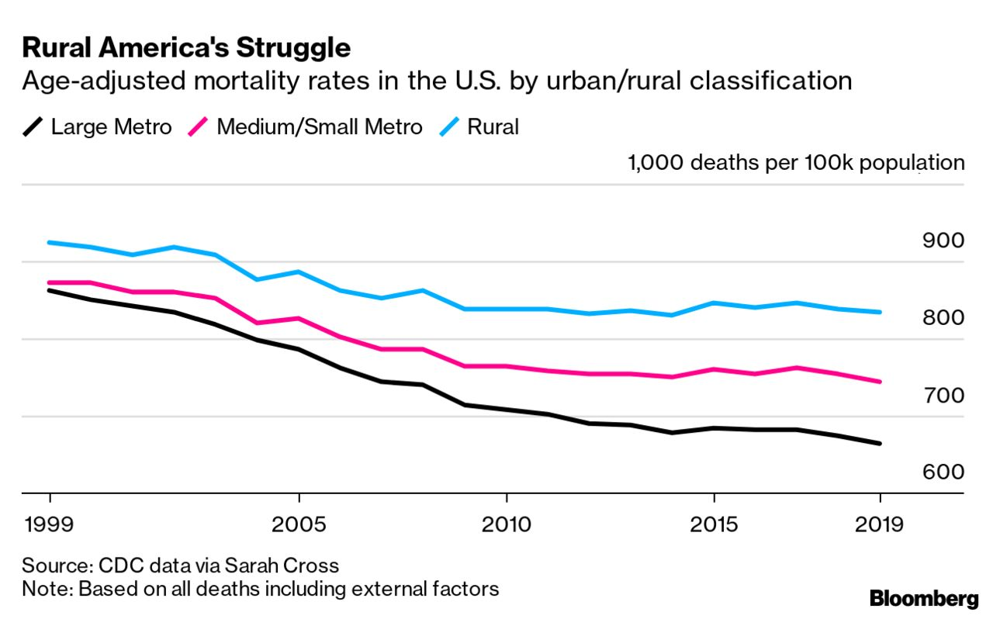 Rural America's Struggle
Age-adjusted mortality rates in the U.S. by urban/rural classification
Large Metro Medium/Small Metro Rural
1,000 deaths per 100k population
900
800
700
600
1999 2005 2010 2015 2019
Source: CDC data via Sarah Cross
Note: Based on all deaths including external factors
Bloomberg